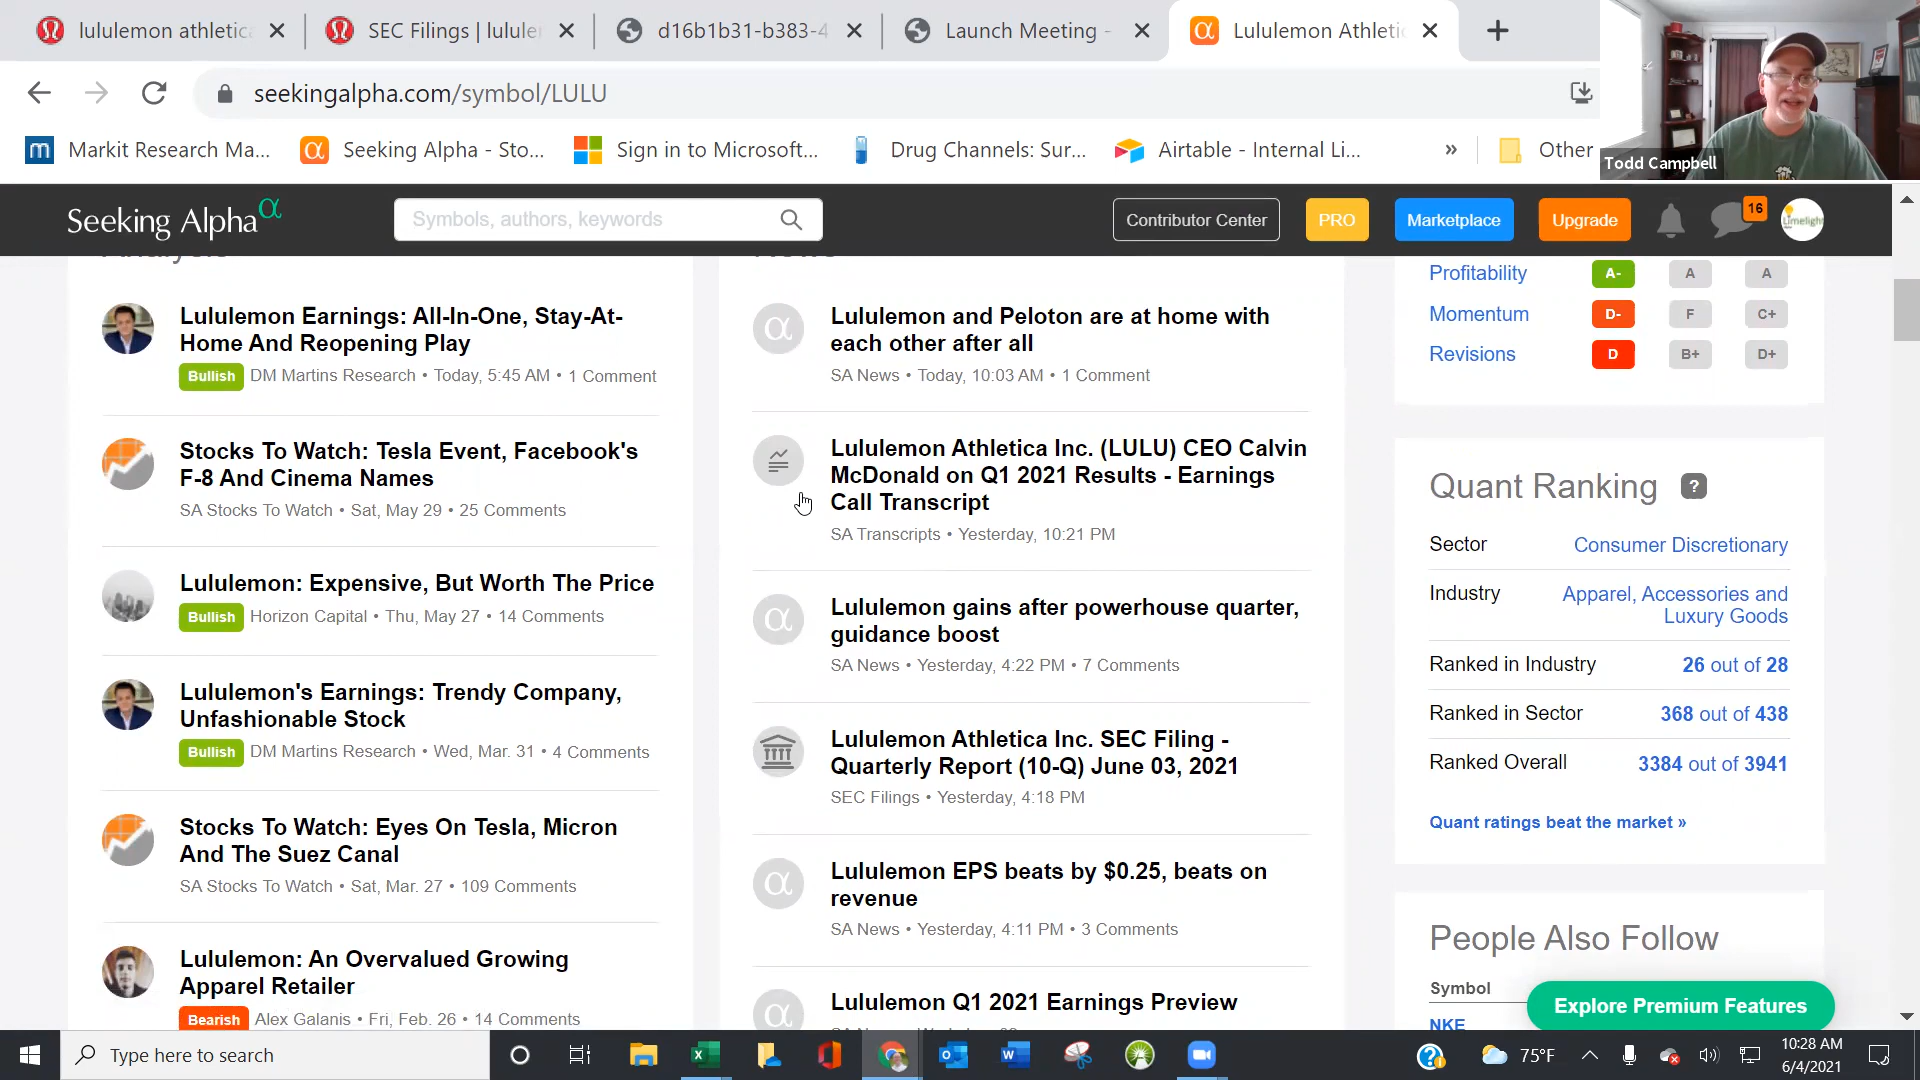 lululemon athletica
SEC Filings | lulule
d16b1b31-b383-4
Launch Meeting -
Lululemon Athleti
seekingalpha.com/symbol/LULU
Markit Research Ma...
Seeking Alpha - Sto...
Sign in to Microsoft...
Drug Channels: Sur...
Airtable - Internal Li...
»
Other
Todd Campbell
Seeking Alpha α
Symbols, authors, keywords
Contributor Center
PRO
Marketplace
Upgrade
16
Limelight
Analysis
Lululemon Earnings: All-In-One, Stay-At-
Home And Reopening Play
Bullish DM Martins Research • Today, 5:45 AM • 1 Comment
Stocks To Watch: Tesla Event, Facebook's
F-8 And Cinema Names
SA Stocks To Watch • Sat, May 29 • 25 Comments
Lululemon: Expensive, But Worth The Price
Bullish Horizon Capital • Thu, May 27 • 14 Comments
Lululemon's Earnings: Trendy Company,
Unfashionable Stock
Bullish DM Martins Research • Wed, Mar. 31 • 4 Comments
Stocks To Watch: Eyes On Tesla, Micron
And The Suez Canal
SA Stocks To Watch • Sat, Mar. 27 • 109 Comments
Lululemon: An Overvalued Growing
Apparel Retailer
Bearish Alex Galanis • Fri, Feb. 26 • 14 Comments
News
Lululemon and Peloton are at home with
each other after all
SA News • Today, 10:03 AM • 1 Comment
Lululemon Athletica Inc. (LULU) CEO Calvin
McDonald on Q1 2021 Results - Earnings
Call Transcript
SA Transcripts • Yesterday, 10:21 PM
Lululemon gains after powerhouse quarter,
guidance boost
SA News • Yesterday, 4:22 PM • 7 Comments
Lululemon Athletica Inc. SEC Filing -
Quarterly Report (10-Q) June 03, 2021
SEC Filings • Yesterday, 4:18 PM
Lululemon EPS beats by $0.25, beats on
revenue
SA News • Yesterday, 4:11 PM • 3 Comments
Lululemon Q1 2021 Earnings Preview
Profitability A- A A
Momentum D- F C+
Revisions D B+ D+
Quant Ranking ?
Sector Consumer Discretionary
Industry Apparel, Accessories and
Luxury Goods
Ranked in Industry 26 out of 28
Ranked in Sector 368 out of 438
Ranked Overall 3384 out of 3941
Quant ratings beat the market »
People Also Follow
Symbol
NKE
Explore Premium Features
Type here to search
75°F
10:28 AM
6/4/2021